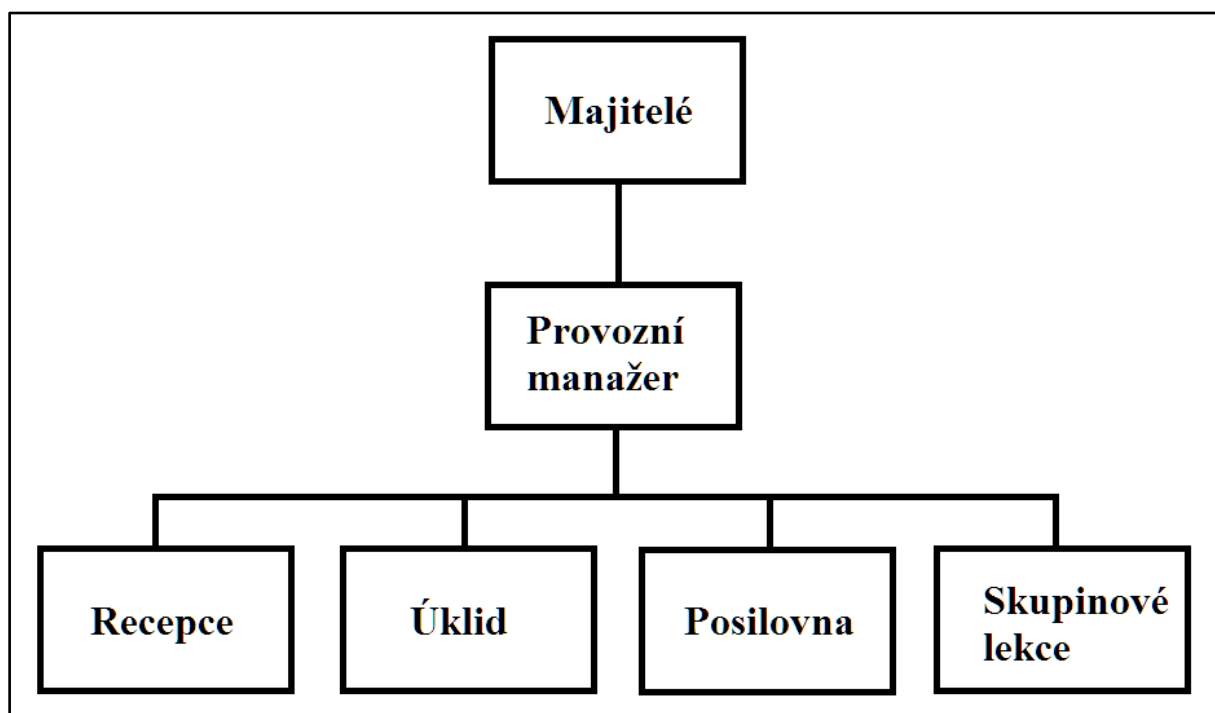 Majitelé
Provozní
manažer
Recepce
Úklid
Posilovna
Skupinové
lekce